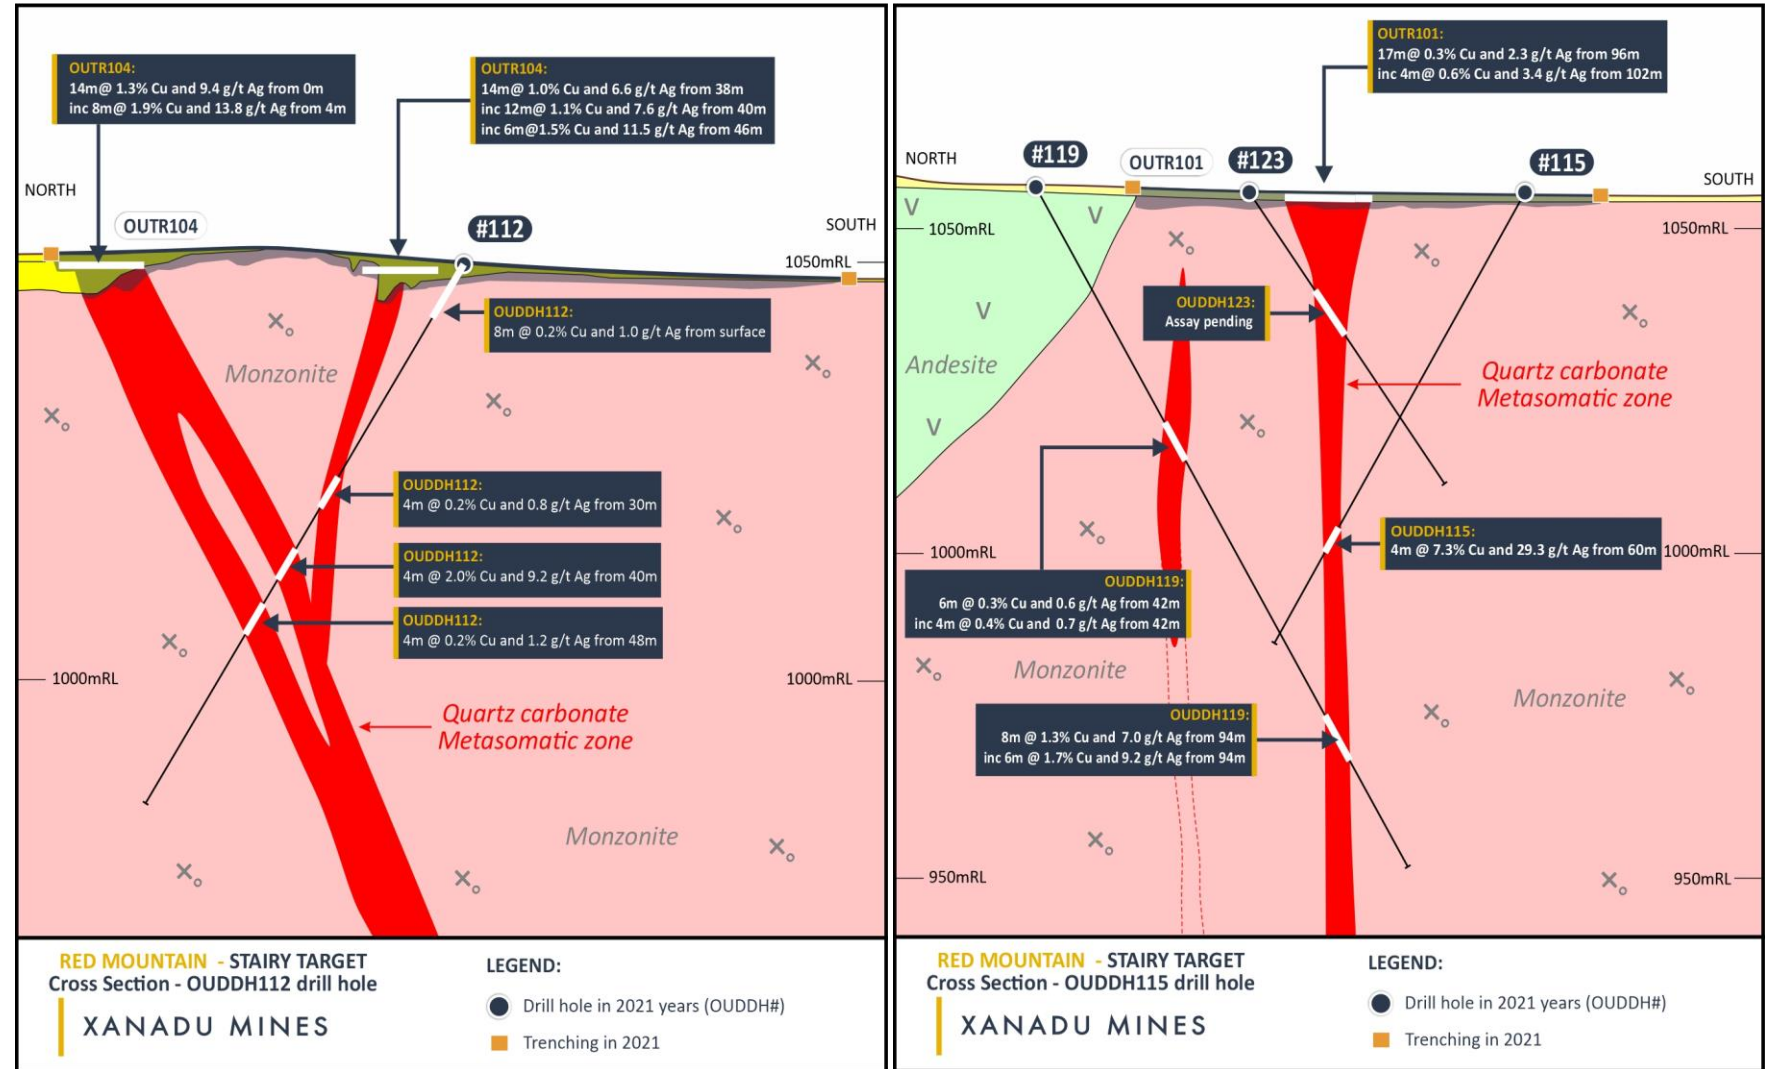 OUTR104:
14m@ 1.3% Cu and 9.4 g/t Ag from 0m
inc 8m@ 1.9% Cu and 13.8 g/t Ag from 4m
OUTR104:
14m@ 1.0% Cu and 6.6 g/t Ag from 38m
inc 12m@ 1.1% Cu and 7.6 g/t Ag from 40m
inc 6m@1.5% Cu and 11.5 g/t Ag from 46m
NORTH
OUTR104
#112
SOUTH
1050mRL
OUDDH112:
8m @ 0.2% Cu and 1.0 g/t Ag from surface
Monzonite
OUDDH112:
4m @ 0.2% Cu and 0.8 g/t Ag from 30m
OUDDH112:
4m @ 2.0% Cu and 9.2 g/t Ag from 40m
OUDDH112:
4m @ 0.2% Cu and 1.2 g/t Ag from 48m
1000mRL
1000mRL
Quartz carbonate
Metasomatic zone
Monzonite
RED MOUNTAIN - STAIRY TARGET
Cross Section - OUDDH112 drill hole
XANADU MINES
LEGEND:
Drill hole in 2021 years (OUDDH#)
Trenching in 2021
OUTR101:
17m@ 0.3% Cu and 2.3 g/t Ag from 96m
inc 4m@ 0.6% Cu and 3.4 g/t Ag from 102m
NORTH
#119
OUTR101
#123
#115
SOUTH
V
V
1050mRL
1050mRL
OUDDH123:
Assay pending
V
Andesite
V
Quartz carbonate
Metasomatic zone
OUDDH115:
4m @ 7.3% Cu and 29.3 g/t Ag from 60m
1000mRL
1000mRL
OUDDH119:
6m @ 0.3% Cu and 0.6 g/t Ag from 42m
inc 4m @ 0.4% Cu and 0.7 g/t Ag from 42m
Monzonite
Monzonite
OUDDH119:
8m @ 1.3% Cu and 7.0 g/t Ag from 94m
inc 6m @ 1.7% Cu and 9.2 g/t Ag from 94m
950mRL
950mRL
RED MOUNTAIN - STAIRY TARGET
Cross Section - OUDDH115 drill hole
XANADU MINES
LEGEND:
Drill hole in 2021 years (OUDDH#)
Trenching in 2021